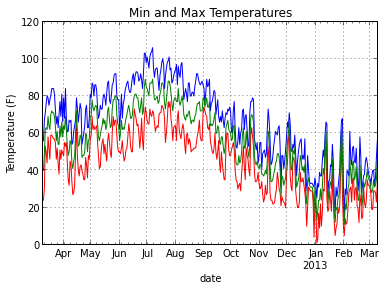 Min and Max Temperatures
Temperature (F)
120
100
80
60
40
20
0
Apr May Jun Jul Aug Sep Oct Nov Dec Jan Feb Mar
2013
date